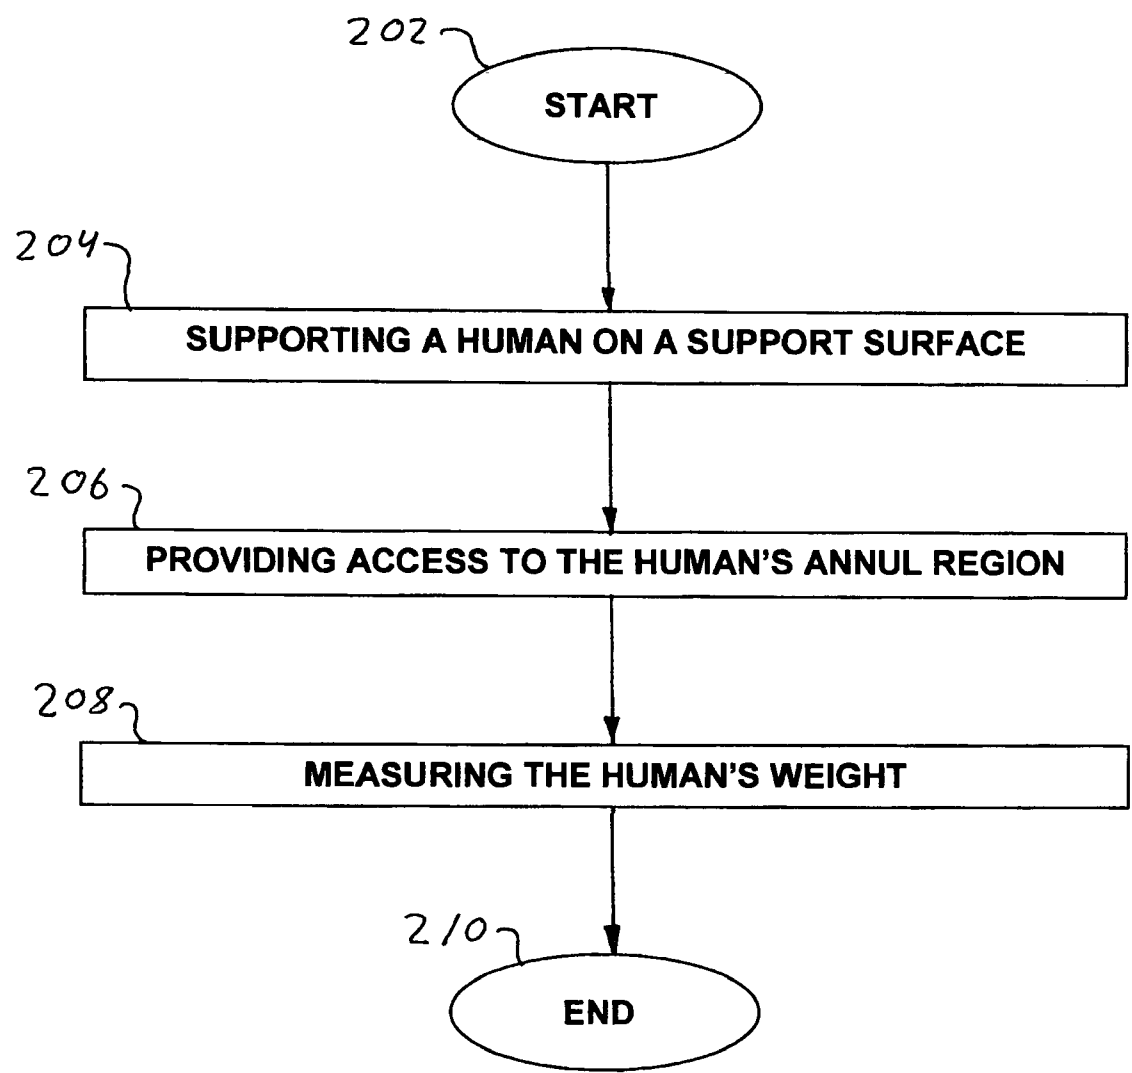 202
START
204
SUPPORTING A HUMAN ON A SUPPORT SURFACE
206
PROVIDING ACCESS TO THE HUMAN'S ANNUL REGION
208
MEASURING THE HUMAN'S WEIGHT
210
END